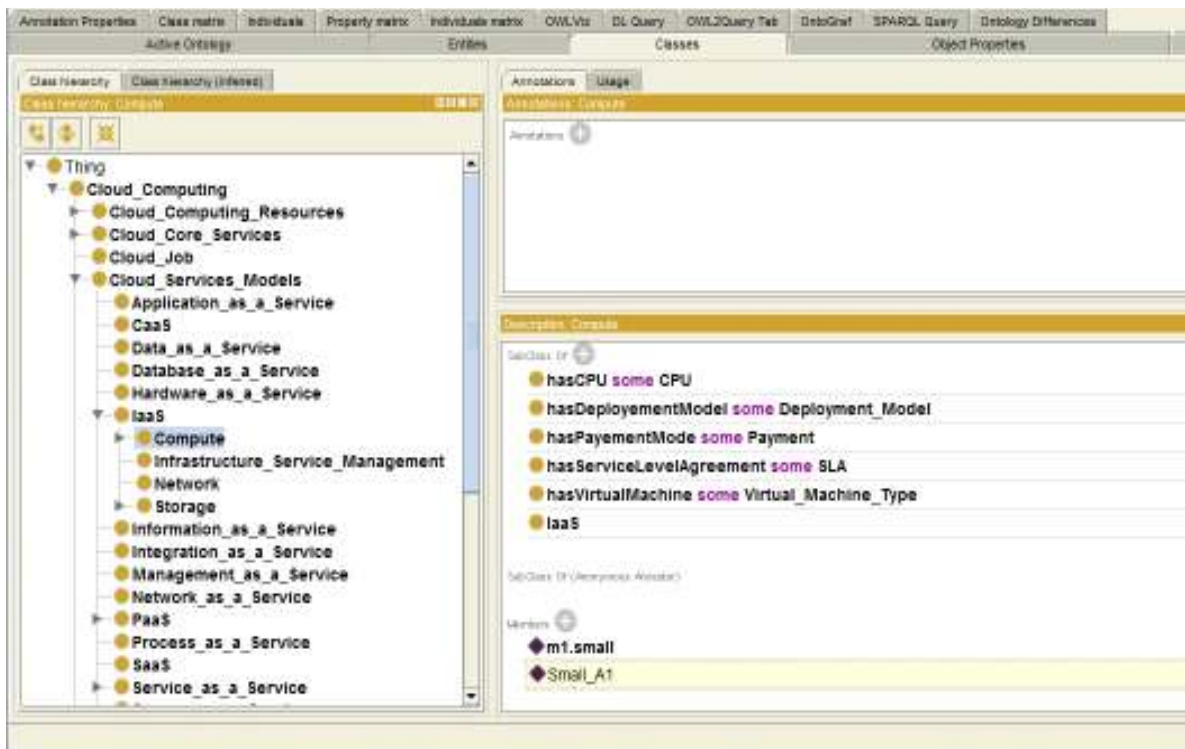 Annotation Properties Class matrix Individuals Property matrix Individuals matrix OWLViz DL Query OWL2Query Tab OntoGraf SPARQL Query Ontology Differences
Active Ontology Entities Classes Object Properties
Class hierarchy Class hierarchy (inferred)
Class hierarchy: Compute
Thing
Cloud_Computing
Cloud_Computing_Resources
Cloud_Core_Services
Cloud_Job
Cloud_Services_Models
Application_as_a_Service
CaaS
Data_as_a_Service
Database_as_a_Service
Hardware_as_a_Service
IaaS
Compute
Infrastructure_Service_Management
Network
Storage
Information_as_a_Service
Integration_as_a_Service
Management_as_a_Service
Network_as_a_Service
PaaS
Process_as_a_Service
SaaS
Service_as_a_Service
Annotations Usage
Annotations: Compute
Annotations
Description: Compute
SubClass Of
hasCPU some CPU
hasDeployementModel some Deployment_Model
hasPayementMode some Payment
hasServiceLevelAgreement some SLA
hasVirtualMachine some Virtual_Machine_Type
IaaS
SubClass Of (Anonymous Ancestor)
Members
m1.small
Small_A1